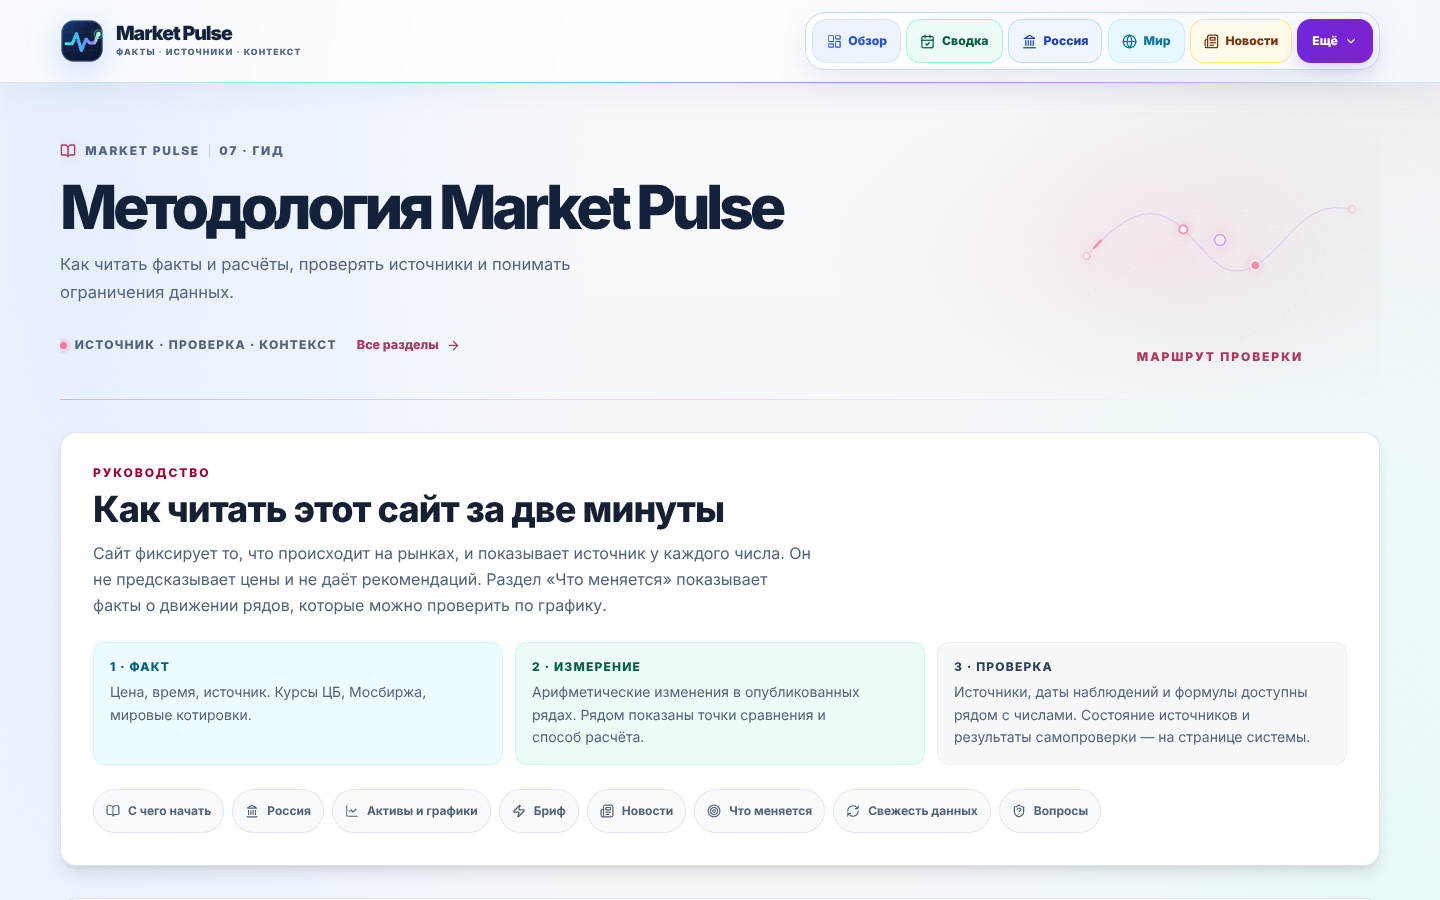 Market Pulse
ФАКТЫ · ИСТОЧНИКИ · КОНТЕКСТ
Обзор
Сводка
Россия
Мир
Новости
Ещё
MARKET PULSE
07 · ГИД
Методология Market Pulse
Как читать факты и расчёты, проверять источники и понимать
ограничения данных.
ИСТОЧНИК · ПРОВЕРКА · КОНТЕКСТ
Все разделы
МАРШРУТ ПРОВЕРКИ
РУКОВОДСТВО
Как читать этот сайт за две минуты
Сайт фиксирует то, что происходит на рынках, и показывает источник у каждого числа. Он
не предсказывает цены и не даёт рекомендаций. Раздел «Что меняется» показывает
факты о движении рядов, которые можно проверить по графику.
1 · ФАКТ
Цена, время, источник. Курсы ЦБ, Мосбиржа,
мировые котировки.
2 · ИЗМЕРЕНИЕ
Арифметические изменения в опубликованных
рядах. Рядом показаны точки сравнения и
способ расчёта.
3 · ПРОВЕРКА
Источники, даты наблюдений и формулы доступны
рядом с числами. Состояние источников и
результаты самопроверки — на странице системы.
С чего начать
Россия
Активы и графики
Бриф
Новости
Что меняется
Свежесть данных
Вопросы